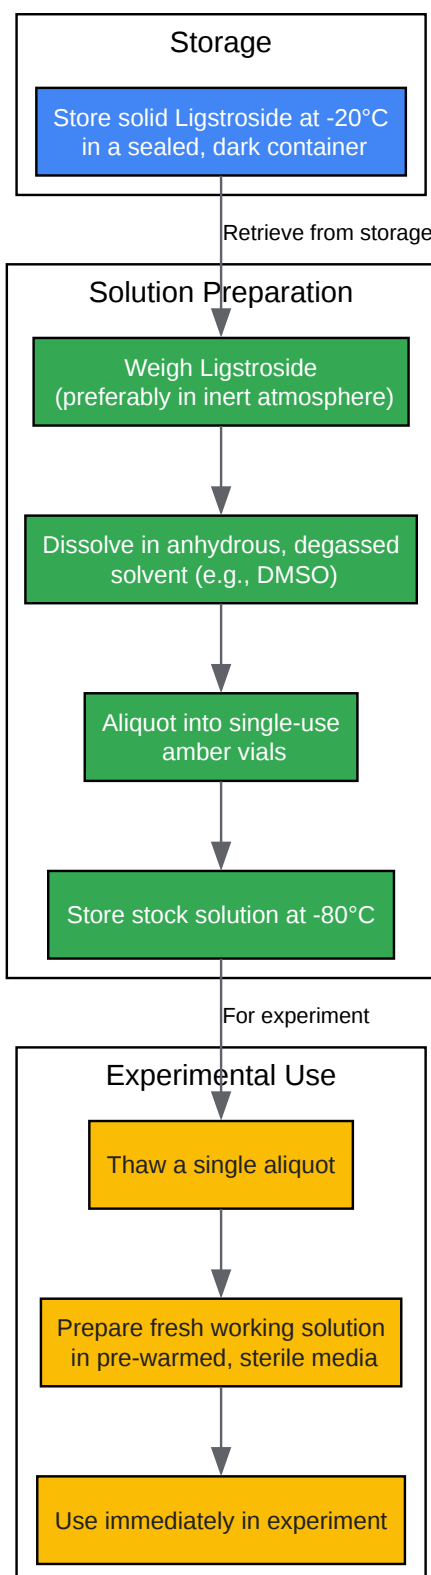 Storage
Store solid Ligstroside at -20°C
in a sealed, dark container
Retrieve from storage
Solution Preparation
Weigh Ligstroside
(preferably in inert atmosphere)
Dissolve in anhydrous, degassed
solvent (e.g., DMSO)
Aliquot into single-use
amber vials
Store stock solution at -80°C
For experiment
Experimental Use
Thaw a single aliquot
Prepare fresh working solution
in pre-warmed, sterile media
Use immediately in experiment